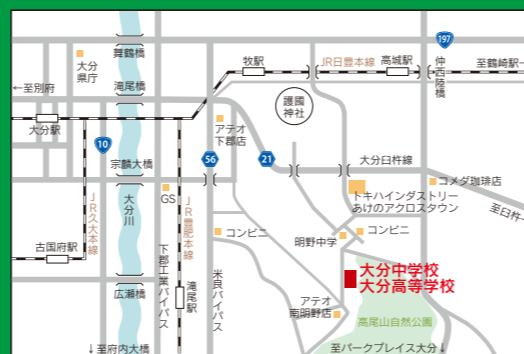 197
舞鶴橋
牧駅
JR日豊本線
高城駅
仲西陸橋
至鶴崎駅→
大分
県庁
滝尾橋
←至別府
護國
神社
大分駅
アテオ
下郡店
10
宗麟大橋
56
21
大分臼杵線
コメダ珈琲店
トキハインダストリー
あけのアクロスタウン
至臼杵→
JR久大本線
大分川
GS
JR豊肥本線
コンビニ
コンビニ
明野中学
古国府駅
下郡工業バイパス
米良バイパス
大分中学校
大分高等学校
広瀬橋
滝尾駅
アテオ
南明野店
高尾山自然公園
↓至府内大橋
至パークプレイス大分↓